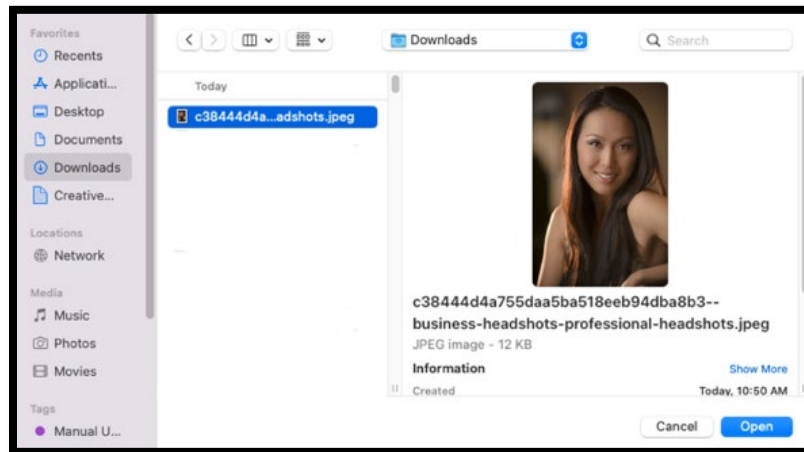 Favorites
Recents
Applicati...
Desktop
Documents
Downloads
Creative...
Locations
Network
Media
Music
Photos
Movies
Tags
Manual U...
Downloads
Search
Today
c38444d4a...adshots.jpeg
c38444d4a755daa5ba518eeb94dba8b3--
business-headshots-professional-headshots.jpeg
JPEG image - 12 KB
Information Show More
Created Today, 10:50 AM
Cancel Open